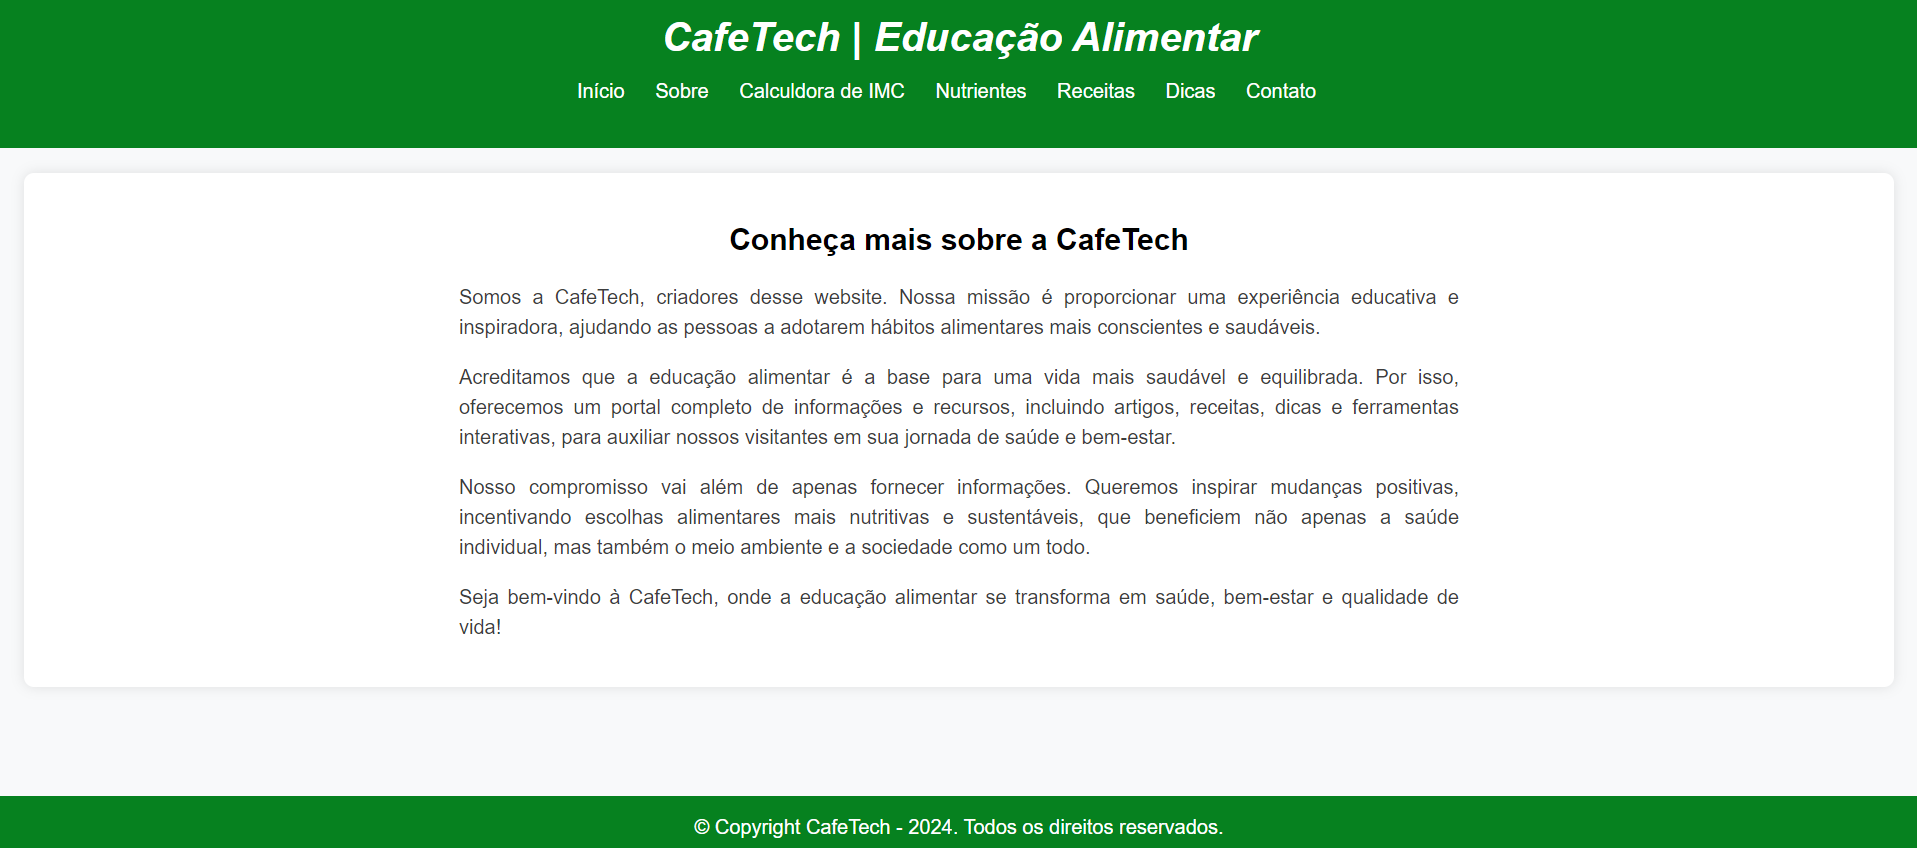 CafeTech | Educação Alimentar
Início Sobre Calculdora de IMC Nutrientes Receitas Dicas Contato
Conheça mais sobre a CafeTech
Somos a CafeTech, criadores desse website. Nossa missão é proporcionar uma experiência educativa e
inspiradora, ajudando as pessoas a adotarem hábitos alimentares mais conscientes e saudáveis.
Acreditamos que a educação alimentar é a base para uma vida mais saudável e equilibrada. Por isso,
oferecemos um portal completo de informações e recursos, incluindo artigos, receitas, dicas e ferramentas
interativas, para auxiliar nossos visitantes em sua jornada de saúde e bem-estar.
Nosso compromisso vai além de apenas fornecer informações. Queremos inspirar mudanças positivas,
incentivando escolhas alimentares mais nutritivas e sustentáveis, que beneficiem não apenas a saúde
individual, mas também o meio ambiente e a sociedade como um todo.
Seja bem-vindo à CafeTech, onde a educação alimentar se transforma em saúde, bem-estar e qualidade de
vida!
© Copyright CafeTech - 2024. Todos os direitos reservados.